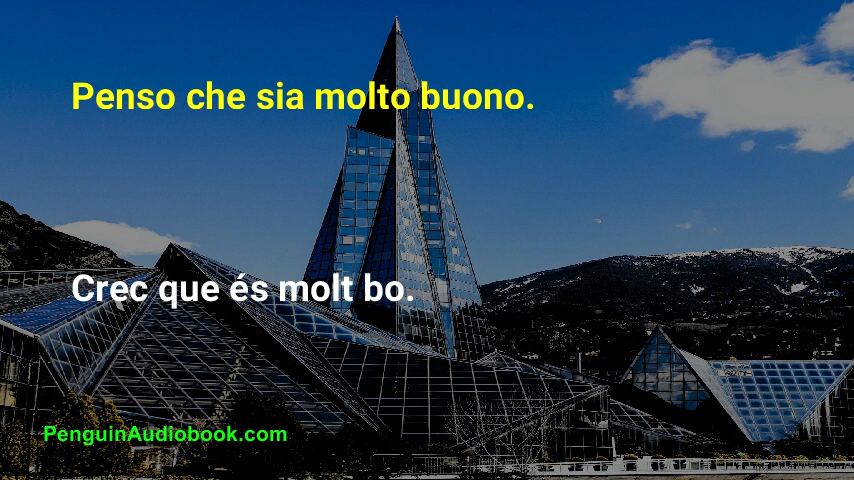 Penso che sia molto buono.
Crec que és molt bo.
PenguinAudiobook.com